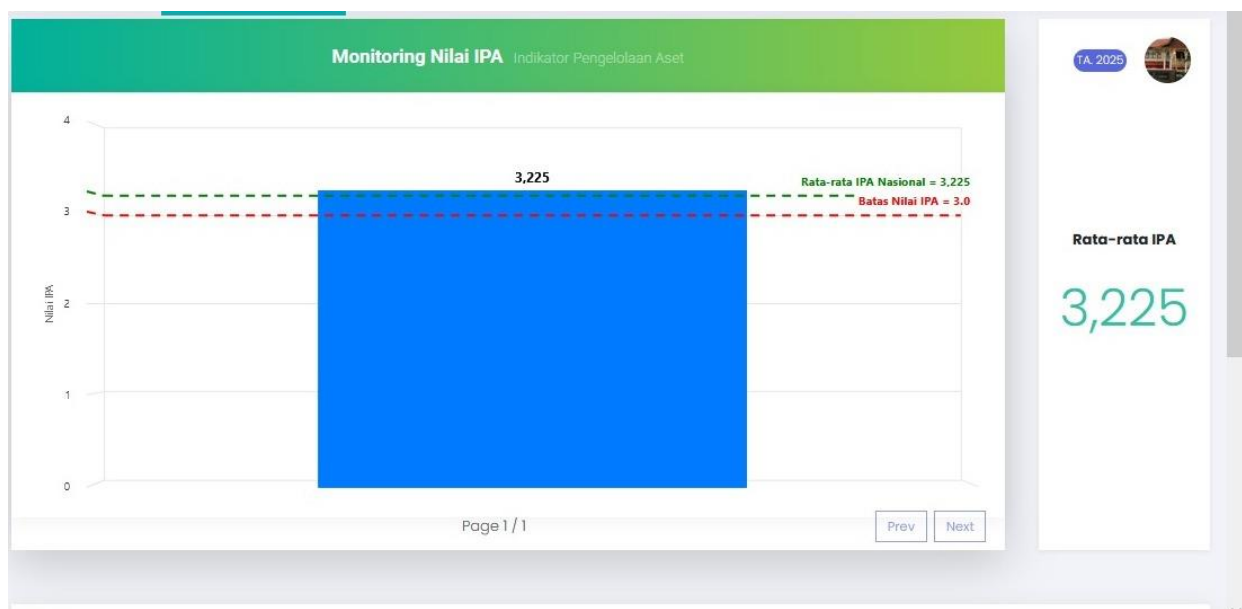 Monitoring Nilai IPA Indikator Pengelolaan Aset
TA. 2025
4
3,225
Rata-rata IPA Nasional = 3,225
3
Batas Nilai IPA = 3.0
Rata-rata IPA
3,225
Nilai IPA
2
1
0
Page 1 / 1
Prev
Next